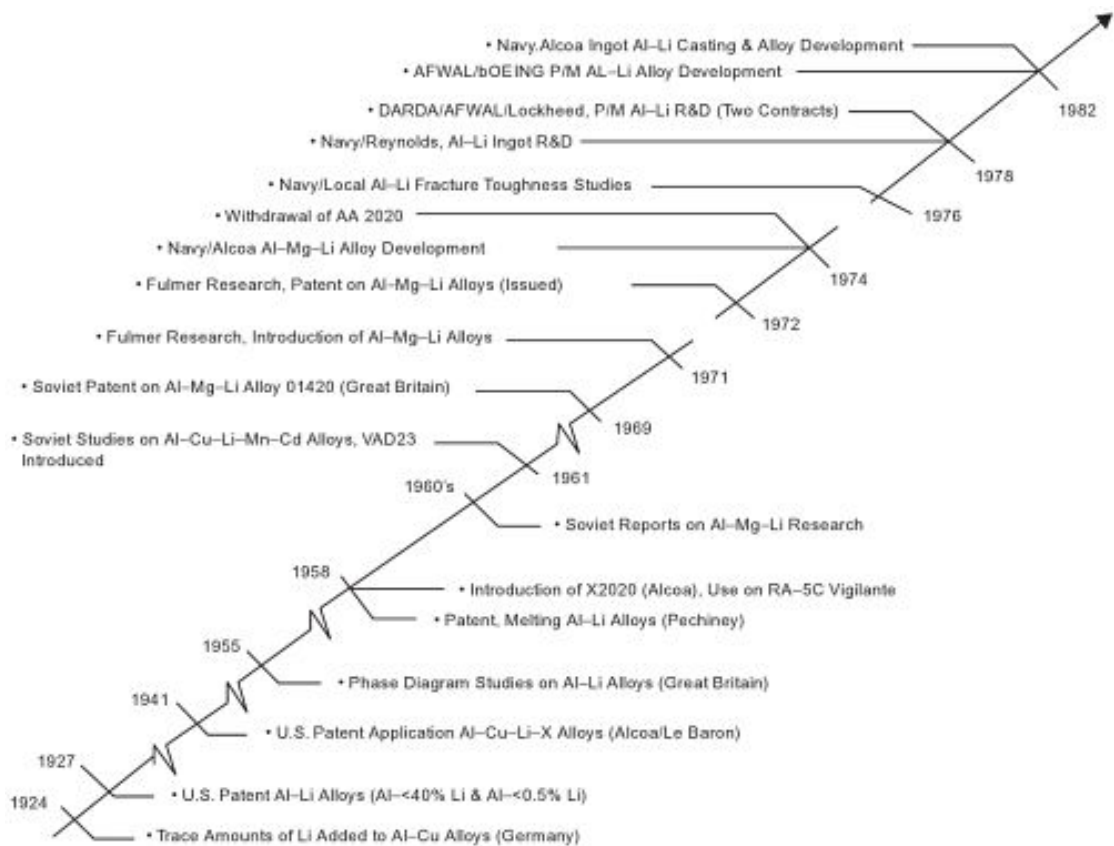 • Navy.Alcoa Ingot Al–Li Casting & Alloy Development
• AFWAL/bOEING P/M AL–Li Alloy Development
1982
• DARDA/AFWAL/Lockheed, P/M Al–Li R&D (Two Contracts)
• Navy/Reynolds, Al–Li Ingot R&D
1978
• Navy/Local Al–Li Fracture Toughness Studies
1976
• Withdrawal of AA 2020
• Navy/Alcoa Al–Mg–Li Alloy Development
1974
• Fulmer Research, Patent on Al–Mg–Li Alloys (Issued)
1972
• Fulmer Research, Introduction of Al–Mg–Li Alloys
1971
• Soviet Patent on Al–Mg–Li Alloy 01420 (Great Britain)
1969
• Soviet Studies on Al–Cu–Li–Mn–Cd Alloys, VAD23
Introduced
1961
1960's
• Soviet Reports on Al–Mg–Li Research
1958
• Introduction of X2020 (Alcoa), Use on RA–5C Vigilante
• Patent, Melting Al–Li Alloys (Pechiney)
1955
• Phase Diagram Studies on Al–Li Alloys (Great Britain)
1941
• U.S. Patent Application Al–Cu–Li–X Alloys (Alcoa/Le Baron)
1927
• U.S. Patent Al–Li Alloys (Al–<40% Li & Al–<0.5% Li)
1924
• Trace Amounts of Li Added to Al–Cu Alloys (Germany)